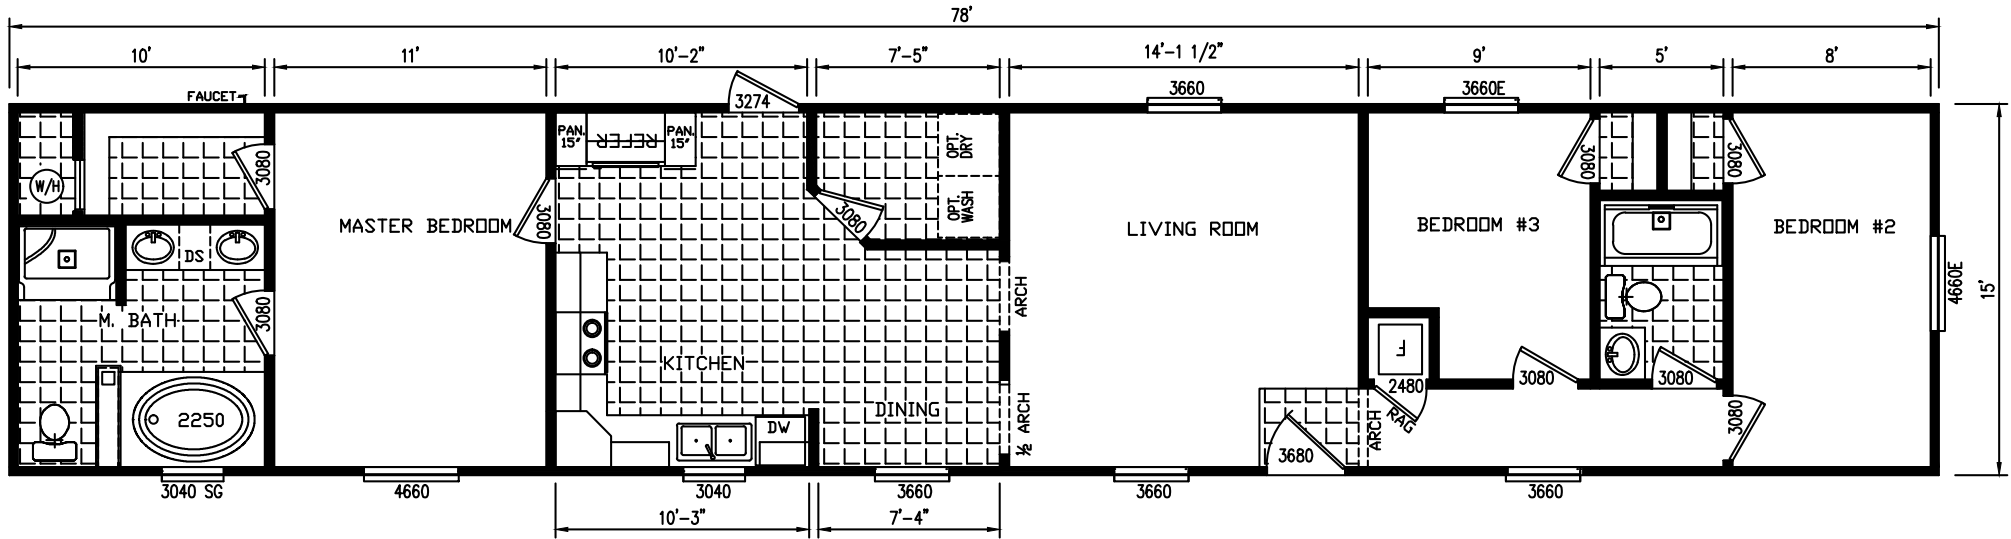 78'
10'
11'
10'-2"
7'-5"
14'-1 1/2"
9'
5'
8'
FAUCET
3274
3660
3660E
PAN.
15"
REFER
PAN.
15"
OPT.
DRY
3080
3080
3080
W/H
OPT.
WASH
3080
3080
MASTER BEDROOM
LIVING ROOM
BEDROOM #3
BEDROOM #2
DS
4660E
15'
ARCH
3080
M. BATH
KITCHEN
F
2480
3080
3080
DINING
2250
DW
1/2 ARCH
3680
ARCH
RAG
3080
3040 SG
4660
3040
3660
3660
3660
10'-3"
7'-4"